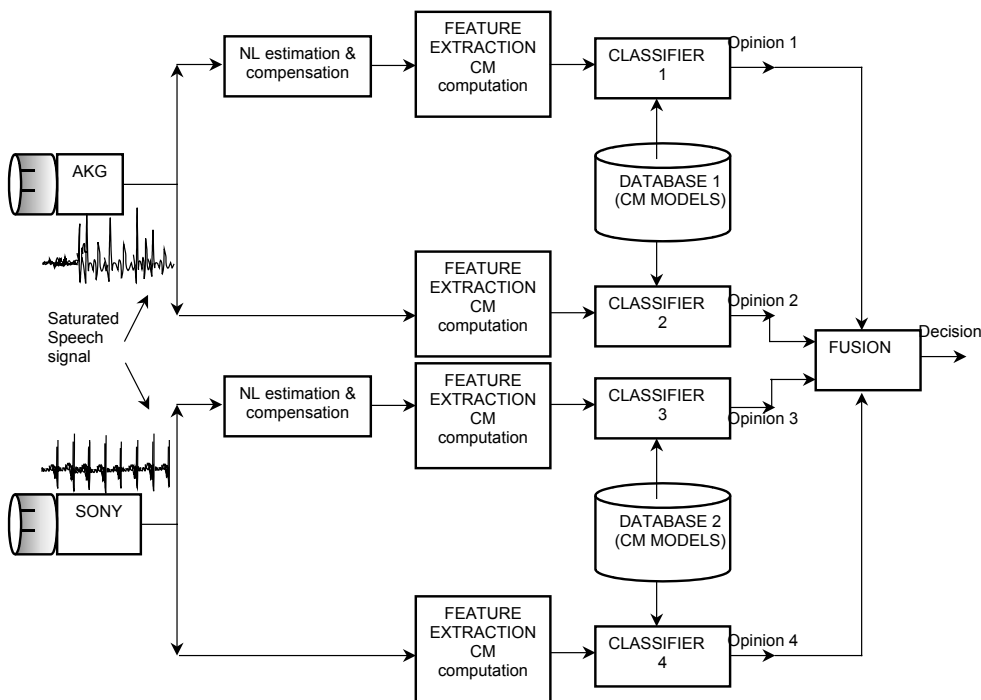 FEATURE
EXTRACTION
CM
computation
NL estimation &
compensation
CLASSIFIER
1
Opinion 1
AKG
DATABASE 1
(CM MODELS)
FEATURE
EXTRACTION
CM
computation
CLASSIFIER
2
Opinion 2
Saturated
Speech
signal
FUSION
Decision
NL estimation &
compensation
FEATURE
EXTRACTION
CM
computation
CLASSIFIER
3
Opinion 3
SONY
DATABASE 2
(CM MODELS)
FEATURE
EXTRACTION
CM
computation
CLASSIFIER
4
Opinion 4